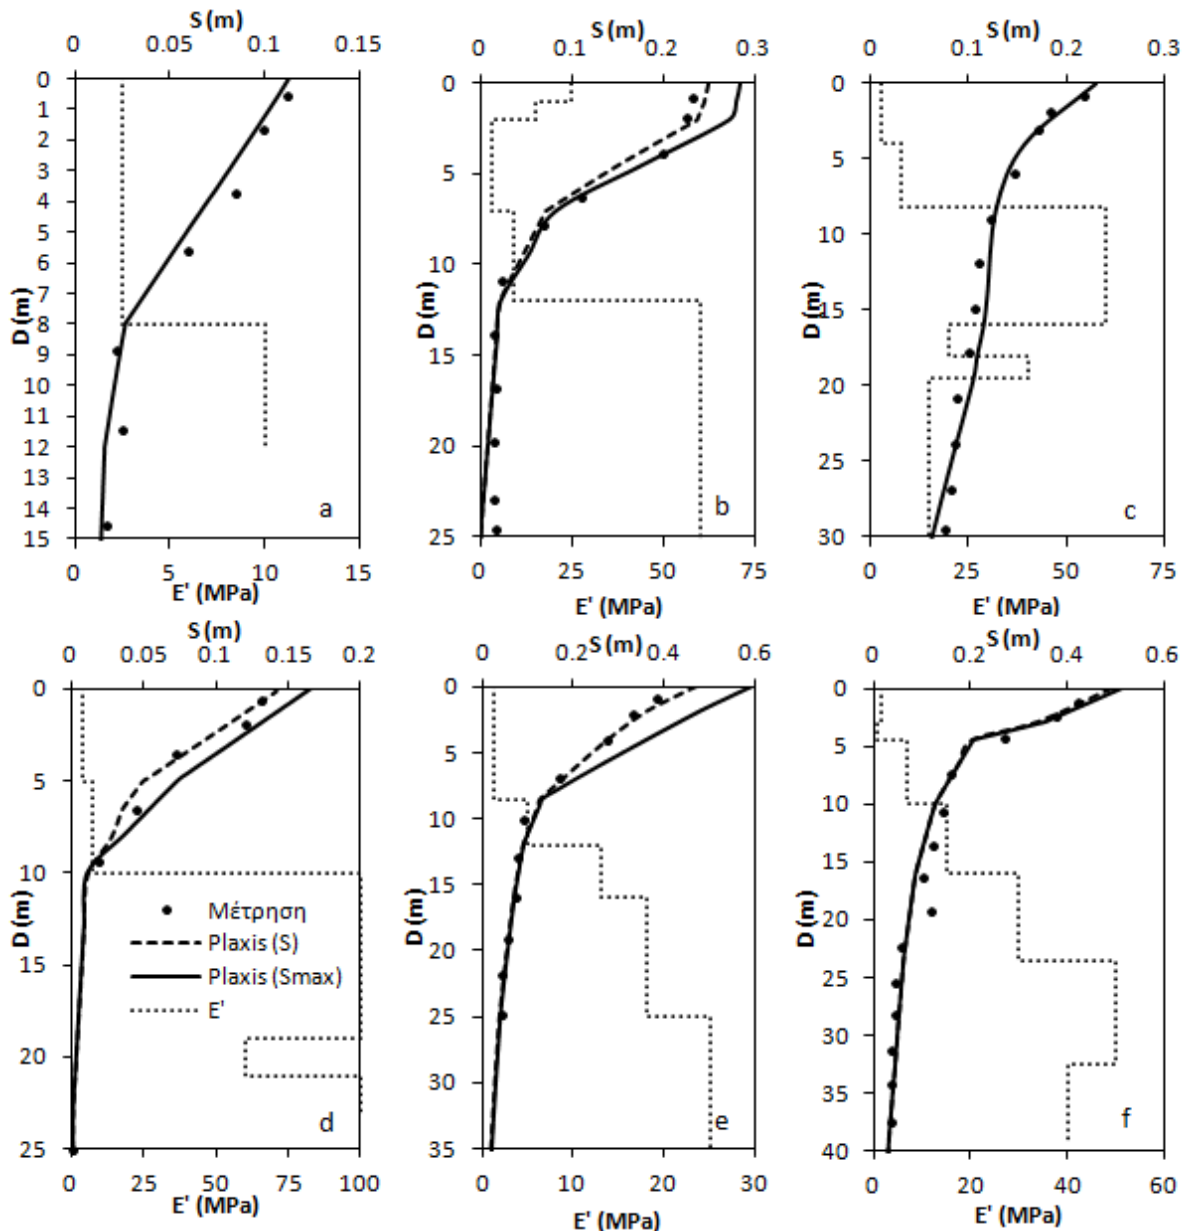 S (m)
0 0.05 0.1 0.15
0
1
2
3
4
5
6
7
8
9
10
11
12
13
14
15
D (m)
a
0 5 10 15
E' (MPa)
S (m)
0 0.1 0.2 0.3
0
5
10
15
20
25
D (m)
b
0 25 50 75
E' (MPa)
S (m)
0 0.1 0.2 0.3
0
5
10
15
20
25
30
D (m)
c
0 25 50 75
E' (MPa)
S (m)
0 0.05 0.1 0.15 0.2
0
5
10
15
20
25
D (m)
Μέτρηση
Plaxis (S)
Plaxis (Smax)
E'
d
0 25 50 75 100
E' (MPa)
S (m)
0 0.2 0.4 0.6
0
5
10
15
20
25
30
35
D (m)
e
0 10 20 30
E' (MPa)
S (m)
0 0.2 0.4 0.6
0
5
10
15
20
25
30
35
40
D (m)
f
0 20 40 60
E' (MPa)